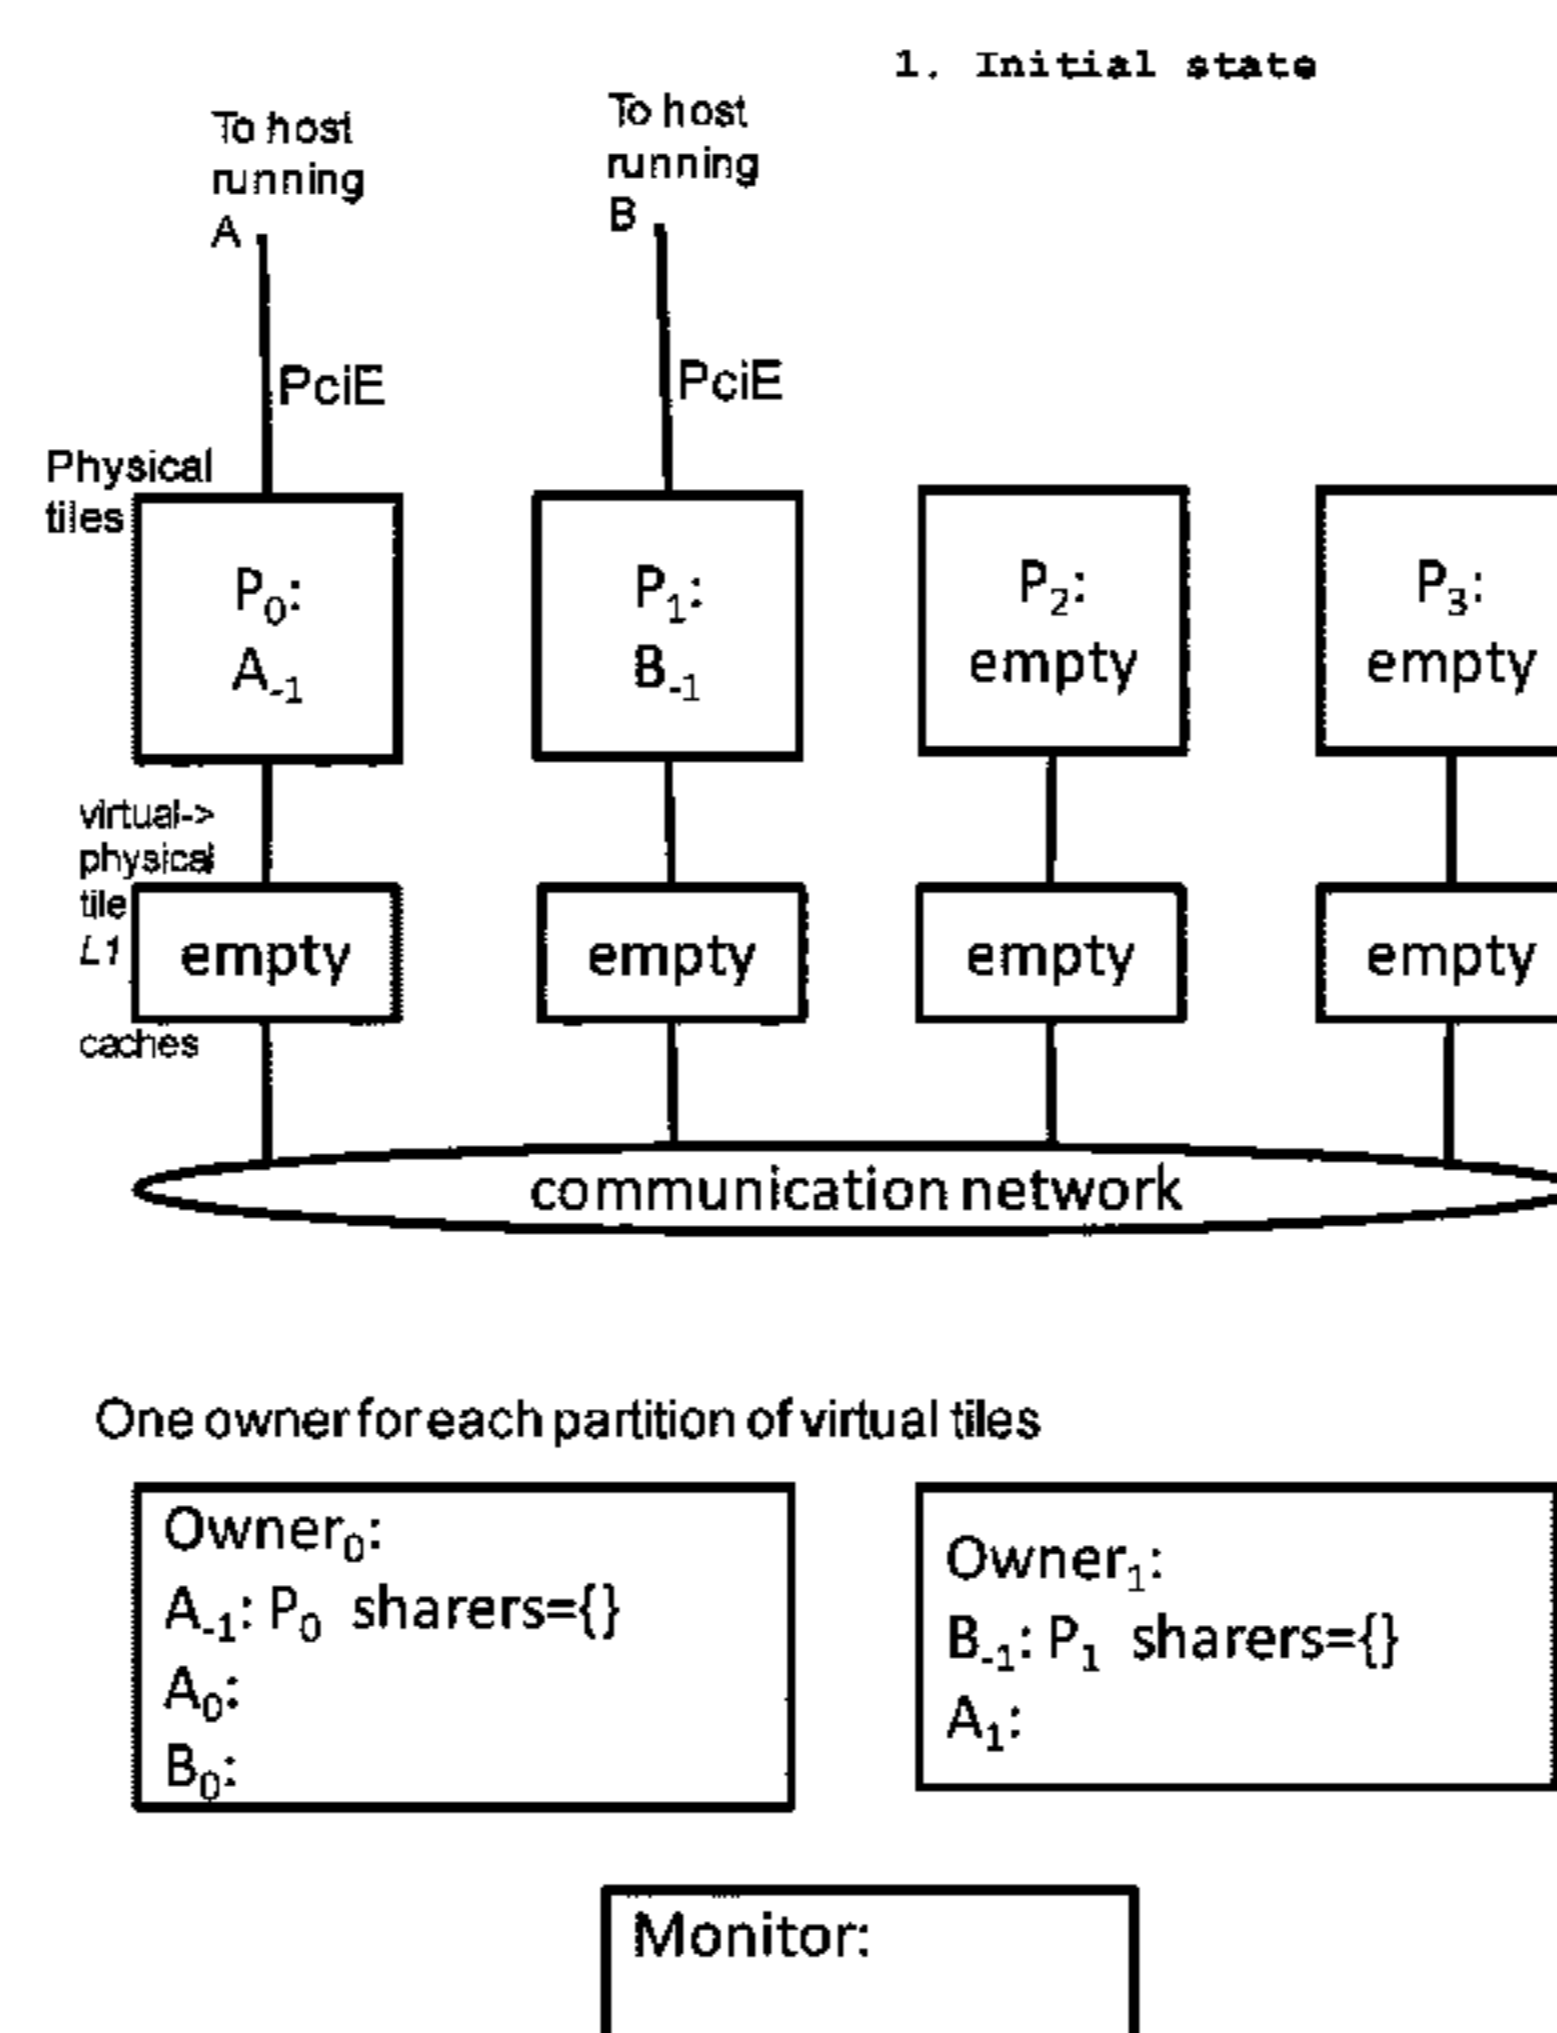 1. Initial state
To host
running
A
To host
running
B
PciE
PciE
Physical
tiles
P0:
A-1
P1:
B-1
P2:
empty
P3:
empty
virtual->
physical
tile
L1
caches
empty
empty
empty
empty
communication network
One owner for each partition of virtual tiles
Owner0:
A-1: P0 sharers={}
A0:
B0:
Owner1:
B-1: P1 sharers={}
A1:
Monitor: